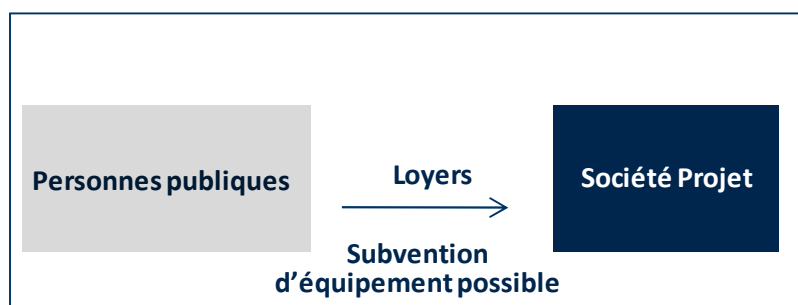 Personnes publiques
Loyers
Société Projet
Subvention
d’équipement possible